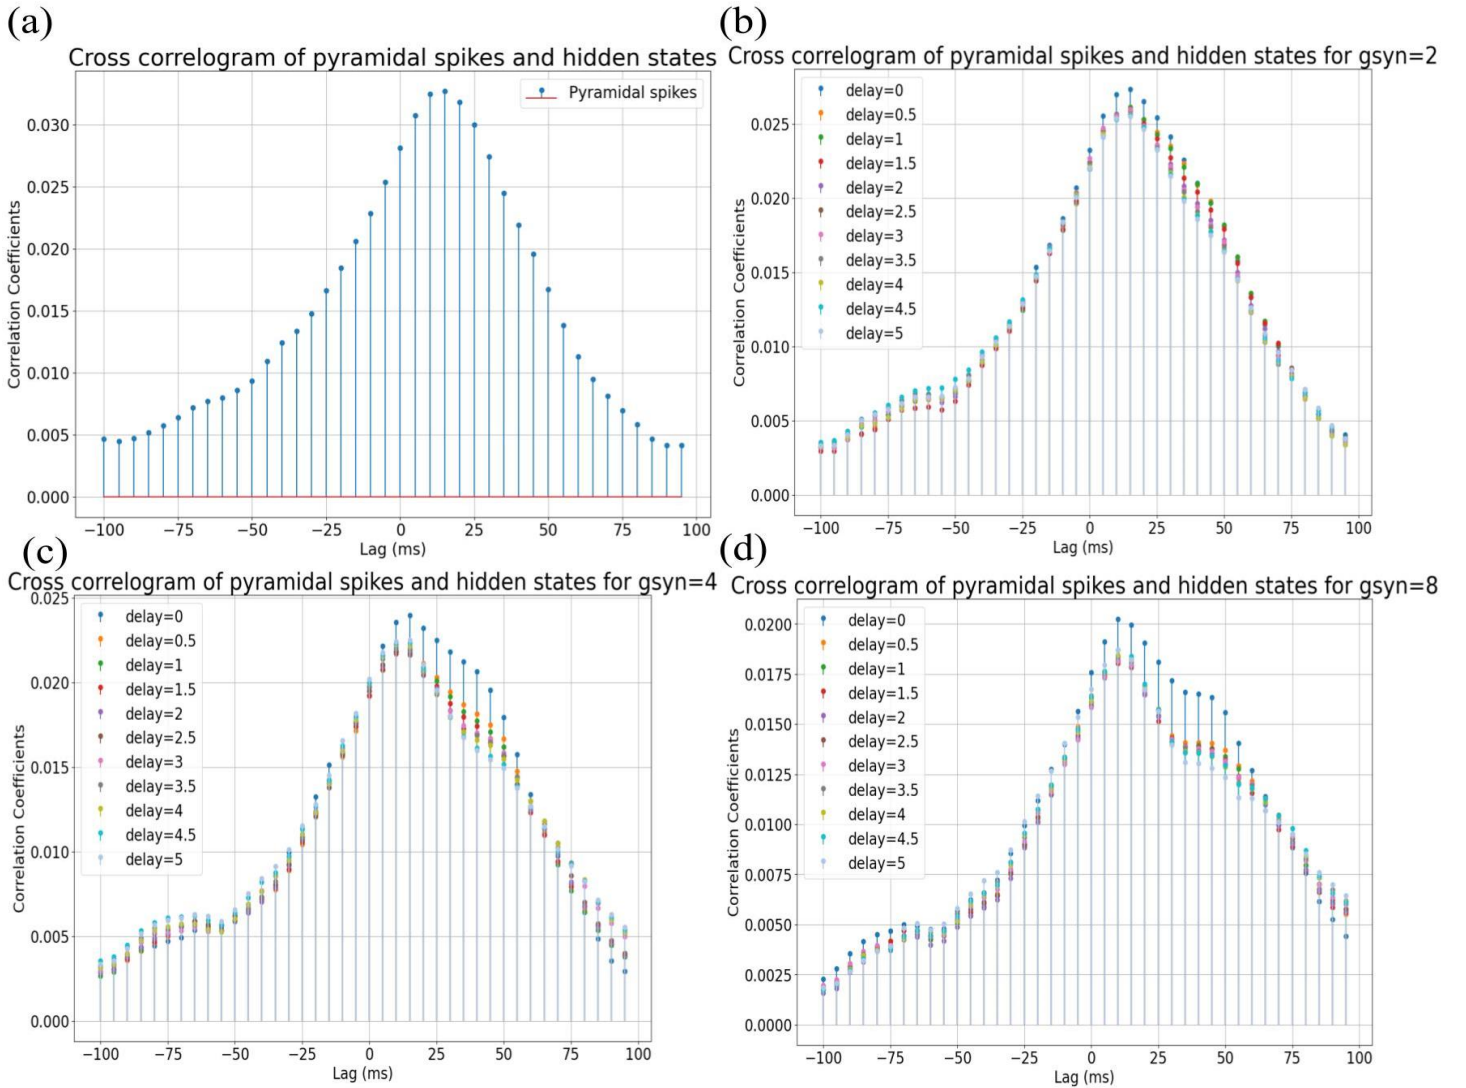 (a)
Cross correlogram of pyramidal spikes and hidden states
Pyramidal spikes
Correlation Coefficients
0.030
0.025
0.020
0.015
0.010
0.005
0.000
−100 −75 −50 −25 0 25 50 75 100
Lag (ms)
(b)
Cross correlogram of pyramidal spikes and hidden states for gsyn=2
delay=0
delay=0.5
delay=1
delay=1.5
delay=2
delay=2.5
delay=3
delay=3.5
delay=4
delay=4.5
delay=5
Correlation Coefficients
0.025
0.020
0.015
0.010
0.005
0.000
−100 −75 −50 −25 0 25 50 75 100
Lag (ms)
(c)
Cross correlogram of pyramidal spikes and hidden states for gsyn=4
delay=0
delay=0.5
delay=1
delay=1.5
delay=2
delay=2.5
delay=3
delay=3.5
delay=4
delay=4.5
delay=5
Correlation Coefficients
0.025
0.020
0.015
0.010
0.005
0.000
−100 −75 −50 −25 0 25 50 75 100
Lag (ms)
(d)
Cross correlogram of pyramidal spikes and hidden states for gsyn=8
delay=0
delay=0.5
delay=1
delay=1.5
delay=2
delay=2.5
delay=3
delay=3.5
delay=4
delay=4.5
delay=5
Correlation Coefficients
0.0200
0.0175
0.0150
0.0125
0.0100
0.0075
0.0050
0.0025
0.0000
−100 −75 −50 −25 0 25 50 75 100
Lag (ms)